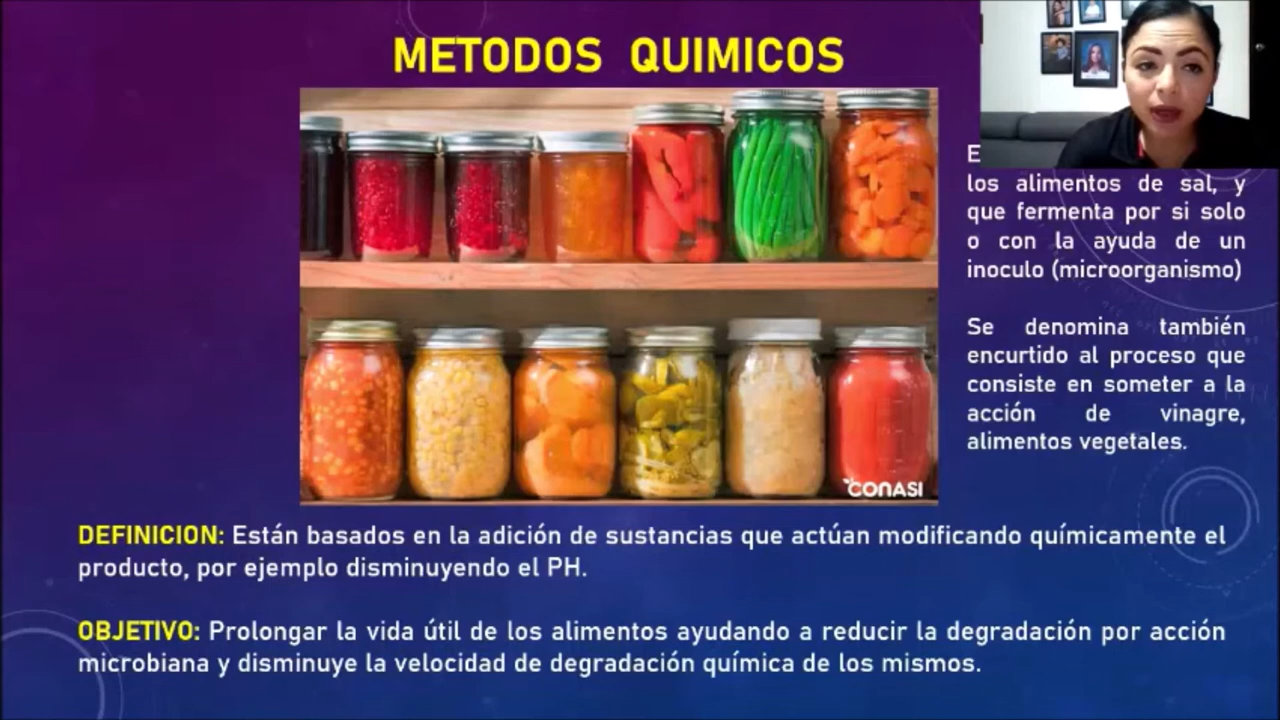 METODOS QUIMICOS
E
los alimentos de sal, y
que fermenta por si solo
o con la ayuda de un
inoculo (microorganismo)
Se denomina también
encurtido al proceso que
consiste en someter a la
acción de vinagre,
alimentos vegetales.
CONASI
DEFINICION: Están basados en la adición de sustancias que actúan modificando químicamente el
producto, por ejemplo disminuyendo el PH.
OBJETIVO: Prolongar la vida útil de los alimentos ayudando a reducir la degradación por acción
microbiana y disminuye la velocidad de degradación química de los mismos.